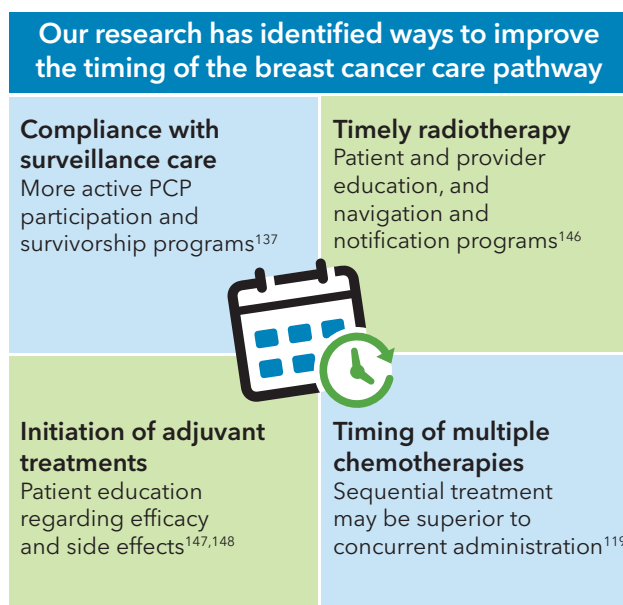 Our research has identified ways to improve
the timing of the breast cancer care pathway
Compliance with
surveillance care
More active PCP
participation and
survivorship programs137
Timely radiotherapy
Patient and provider
education, and
navigation and
notification programs146
Initiation of adjuvant
treatments
Patient education
regarding efficacy
and side effects147,148
Timing of multiple
chemotherapies
Sequential treatment
may be superior to
concurrent administration119